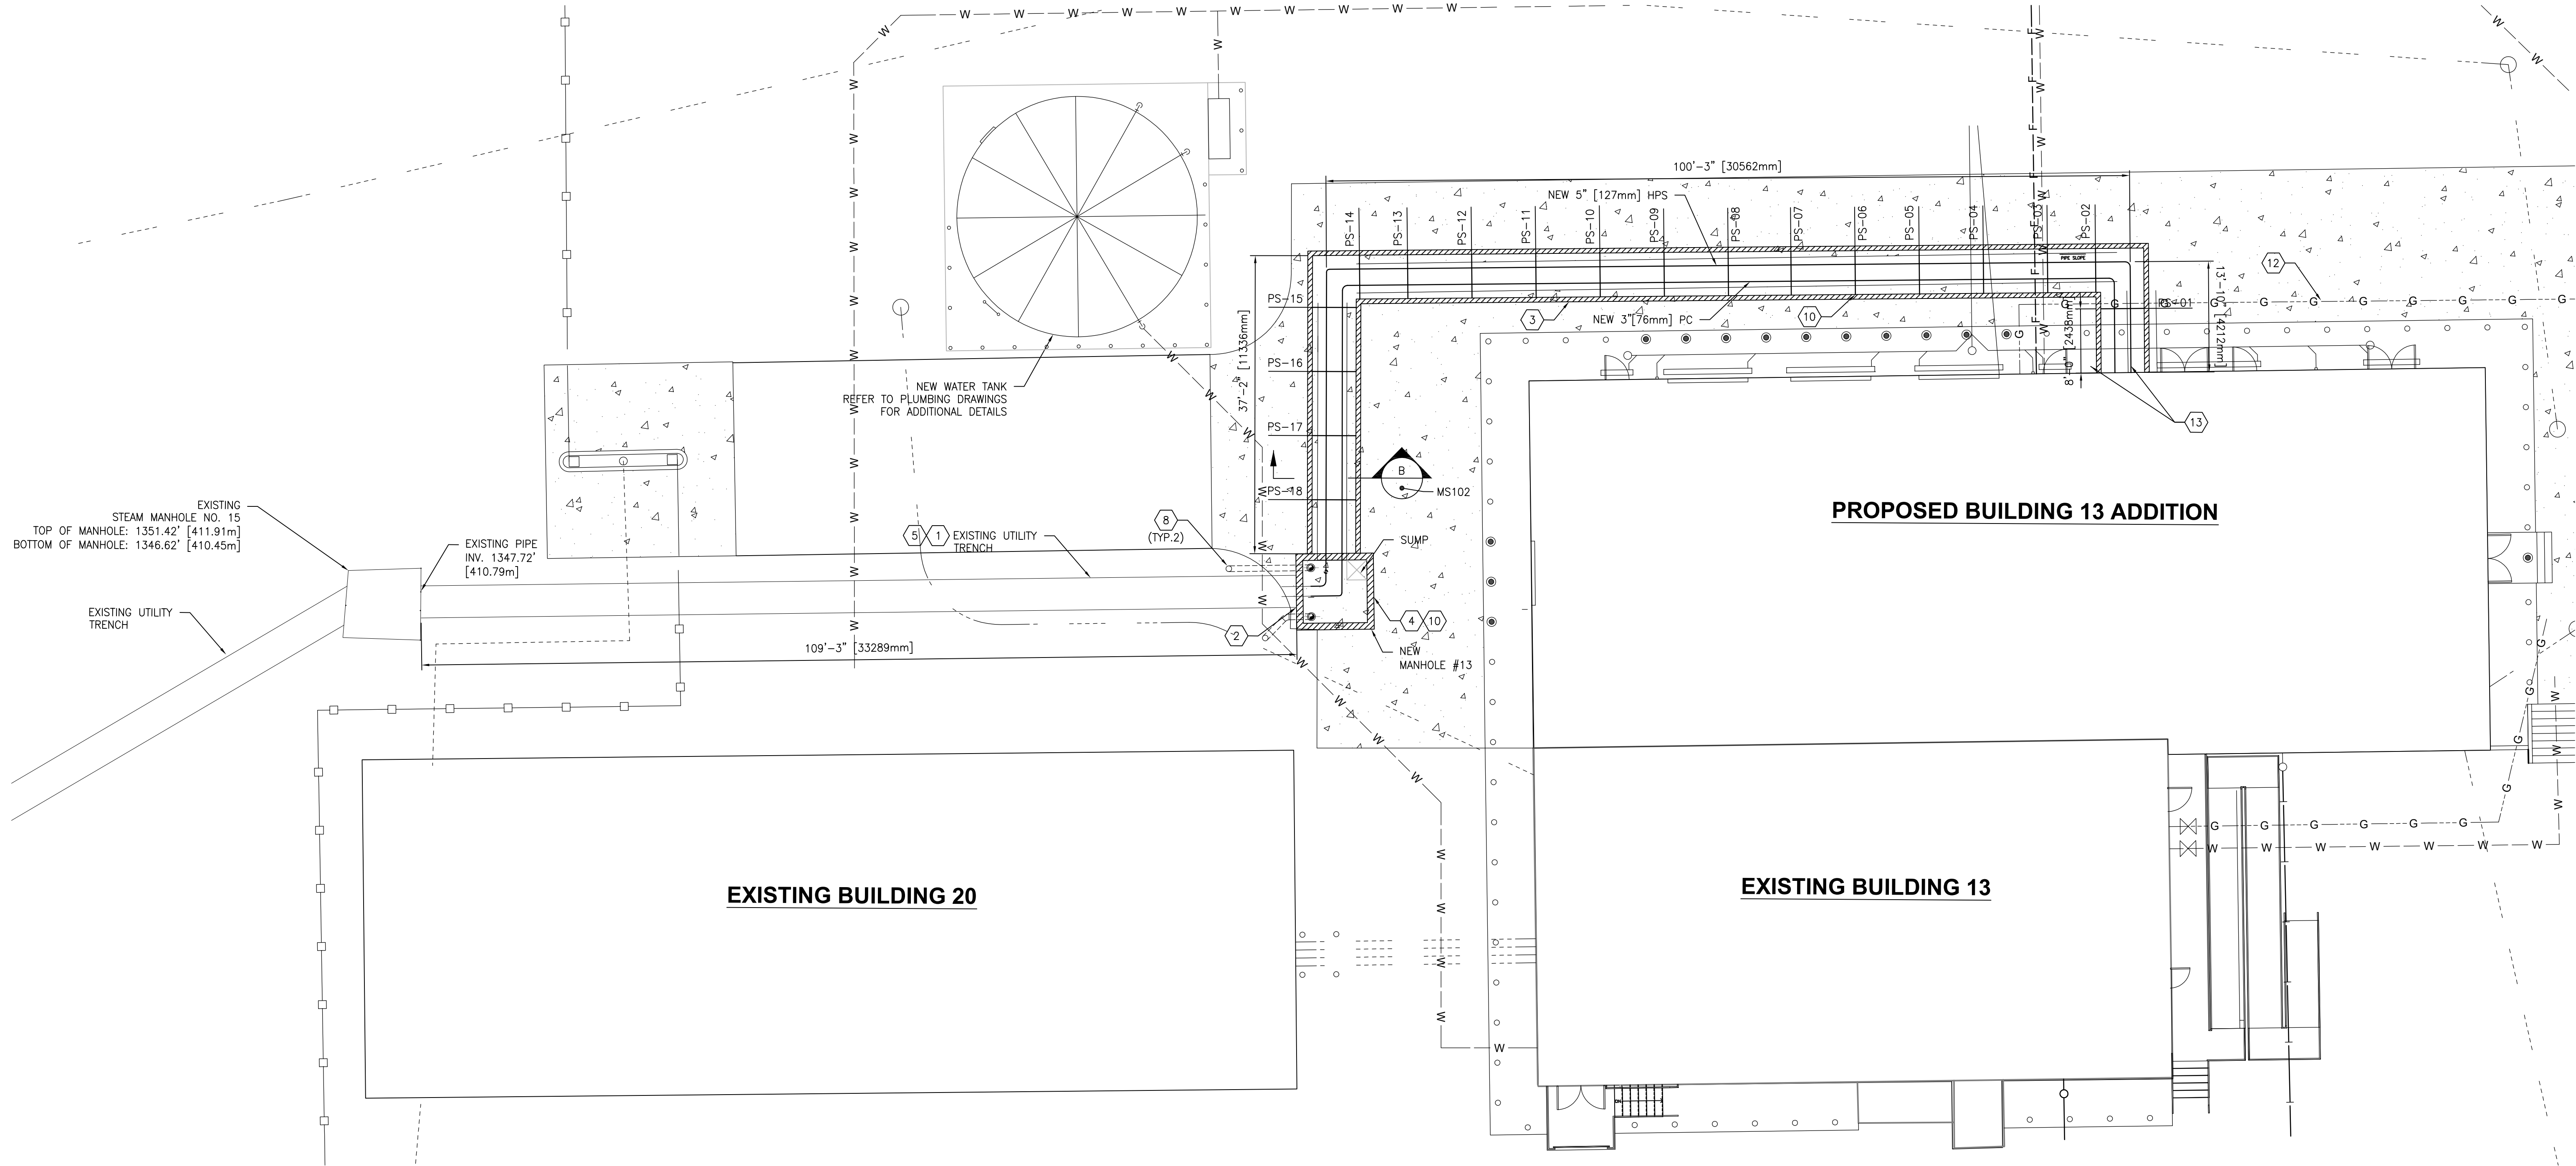 100'-3" [30562mm]
NEW 5" [127mm] HPS
PS-14
PS-13
PS-12
PS-11
PS-10
PS-09
PS-08
PS-07
PS-06
PS-05
PS-04
PS-03
PS-02
PIPE SLOPE
12
PS-01
13'-10" [4212mm]
8'-0" [2438mm]
3
NEW 3"[76mm] PC
10
13
PS-15
PS-16
PS-17
PS-18
37'-2" [11336mm]
NEW WATER TANK
REFER TO PLUMBING DRAWINGS
FOR ADDITIONAL DETAILS
B
MS102
EXISTING
STEAM MANHOLE NO. 15
TOP OF MANHOLE: 1351.42' [411.91m]
BOTTOM OF MANHOLE: 1346.62' [410.45m]
EXISTING PIPE
INV. 1347.72'
[410.79m]
5
1
EXISTING UTILITY
TRENCH
8
(TYP.2)
SUMP
EXISTING UTILITY
TRENCH
2
4
10
NEW
MANHOLE #13
109'-3" [33289mm]
PROPOSED BUILDING 13 ADDITION
EXISTING BUILDING 20
EXISTING BUILDING 13
W W W W W W W W W W
G G G G G G G G G
F F F F
G G G G G G
W W W W W W W